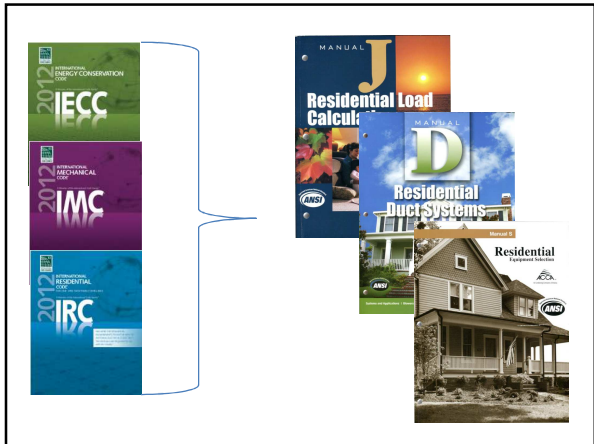 2012
INTERNATIONAL
ENERGY CONSERVATION
CODE
IECC
2012
INTERNATIONAL
MECHANICAL
CODE
IMC
2012
INTERNATIONAL
RESIDENTIAL
CODE
IRC
MANUAL
J
Residential Load
ANSI
MANUAL
D
Residential
Duct Systems
ANSI
Manual S
Residential
Equipment Selection
ACCA
ANSI